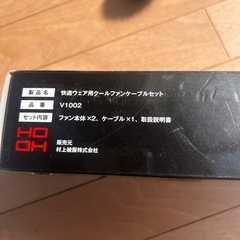 製品名 快適ウェア用クールファンケーブルセット
品番 V1002
セット内容 ファン本体×2、ケーブル×1、取扱説明書
HO
OH
販売元
村上被服株式会社